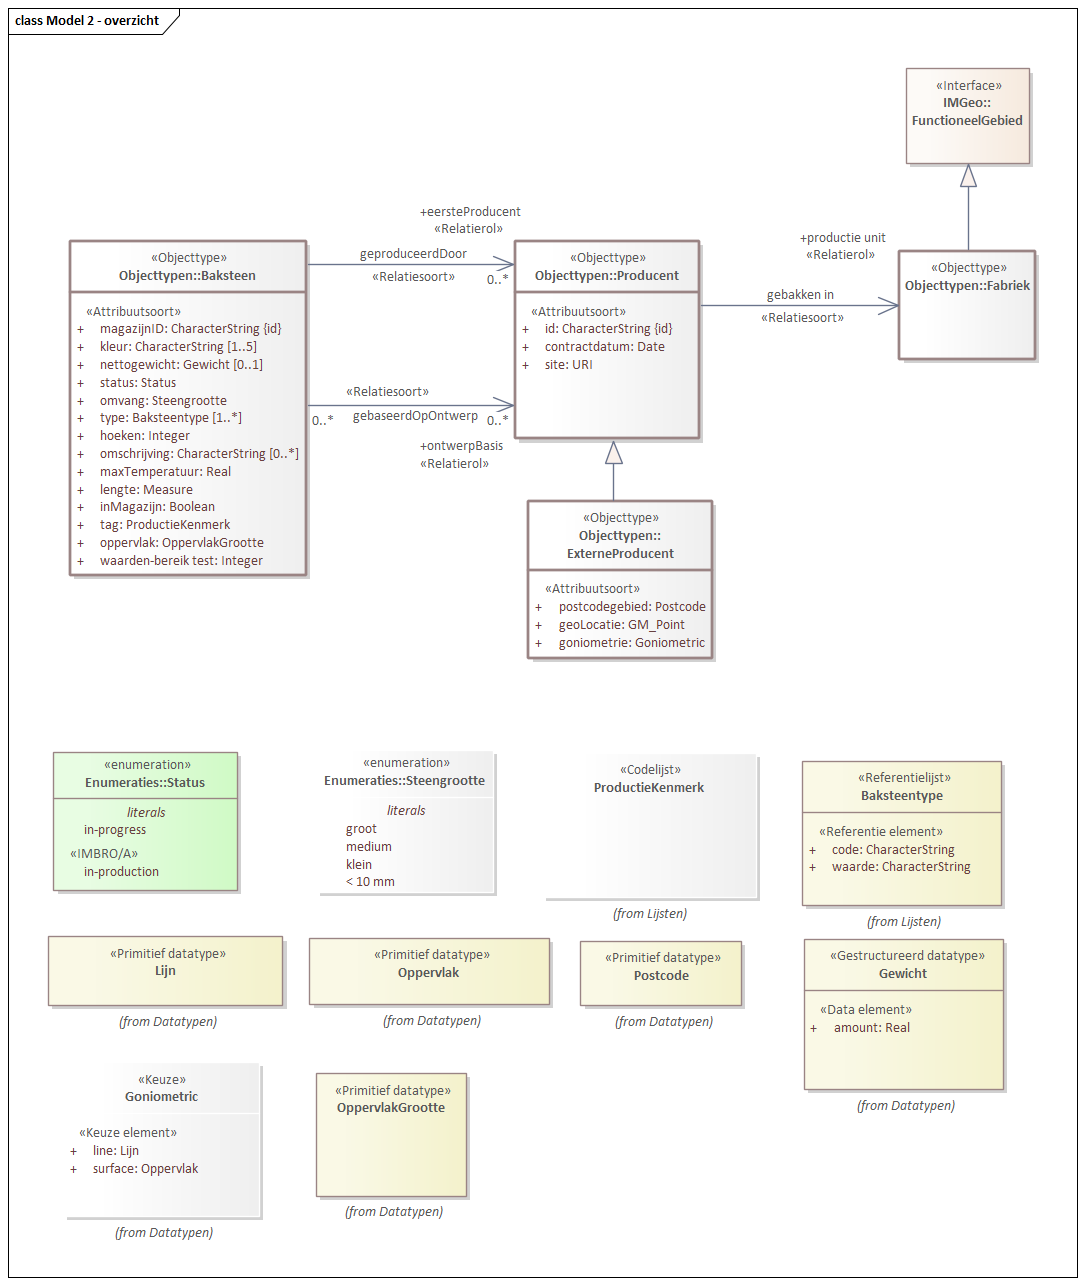 class Model 2 - overzicht
«Interface»
IMGeo::
FunctioneelGebied
+eersteProducent
«Relatierol»
geproduceerdDoor
«Relatiesoort»
0..*
«Objecttype»
Objecttypen::Baksteen
«Attribuutsoort»
+ magazijnID: CharacterString {id}
+ kleur: CharacterString [1..5]
+ nettogewicht: Gewicht [0..1]
+ status: Status
+ omvang: Steengrootte
+ type: Baksteentype [1..*]
+ hoeken: Integer
+ omschrijving: CharacterString [0..*]
+ maxTemperatuur: Real
+ lengte: Measure
+ inMagazijn: Boolean
+ tag: ProductieKenmerk
+ oppervlak: OppervlakGrootte
+ waarden-bereik test: Integer
«Objecttype»
Objecttypen::Producent
«Attribuutsoort»
+ id: CharacterString {id}
+ contractdatum: Date
+ site: URI
+productie unit
«Relatierol»
gebakken in
«Relatiesoort»
«Objecttype»
Objecttypen::Fabriek
«Relatiesoort»
0..* gebaseerdOpOntwerp 0..*
+ontwerpBasis
«Relatierol»
«Objecttype»
Objecttypen::
ExterneProducent
«Attribuutsoort»
+ postcodegebied: Postcode
+ geoLocatie: GM_Point
+ goniometrie: Goniometric
«enumeration»
Enumeraties::Status
literals
in-progress
«IMBRO/A»
in-production
«enumeration»
Enumeraties::Steengrootte
literals
groot
medium
klein
< 10 mm
«Codelijst»
ProductieKenmerk
(from Lijsten)
«Referentielijst»
Baksteentype
«Referentie element»
+ code: CharacterString
+ waarde: CharacterString
(from Lijsten)
«Primitief datatype»
Lijn
(from Datatypen)
«Primitief datatype»
Oppervlak
(from Datatypen)
«Primitief datatype»
Postcode
(from Datatypen)
«Gestructureerd datatype»
Gewicht
«Data element»
+ amount: Real
(from Datatypen)
«Keuze»
Goniometric
«Keuze element»
+ line: Lijn
+ surface: Oppervlak
(from Datatypen)
«Primitief datatype»
OppervlakGrootte
(from Datatypen)